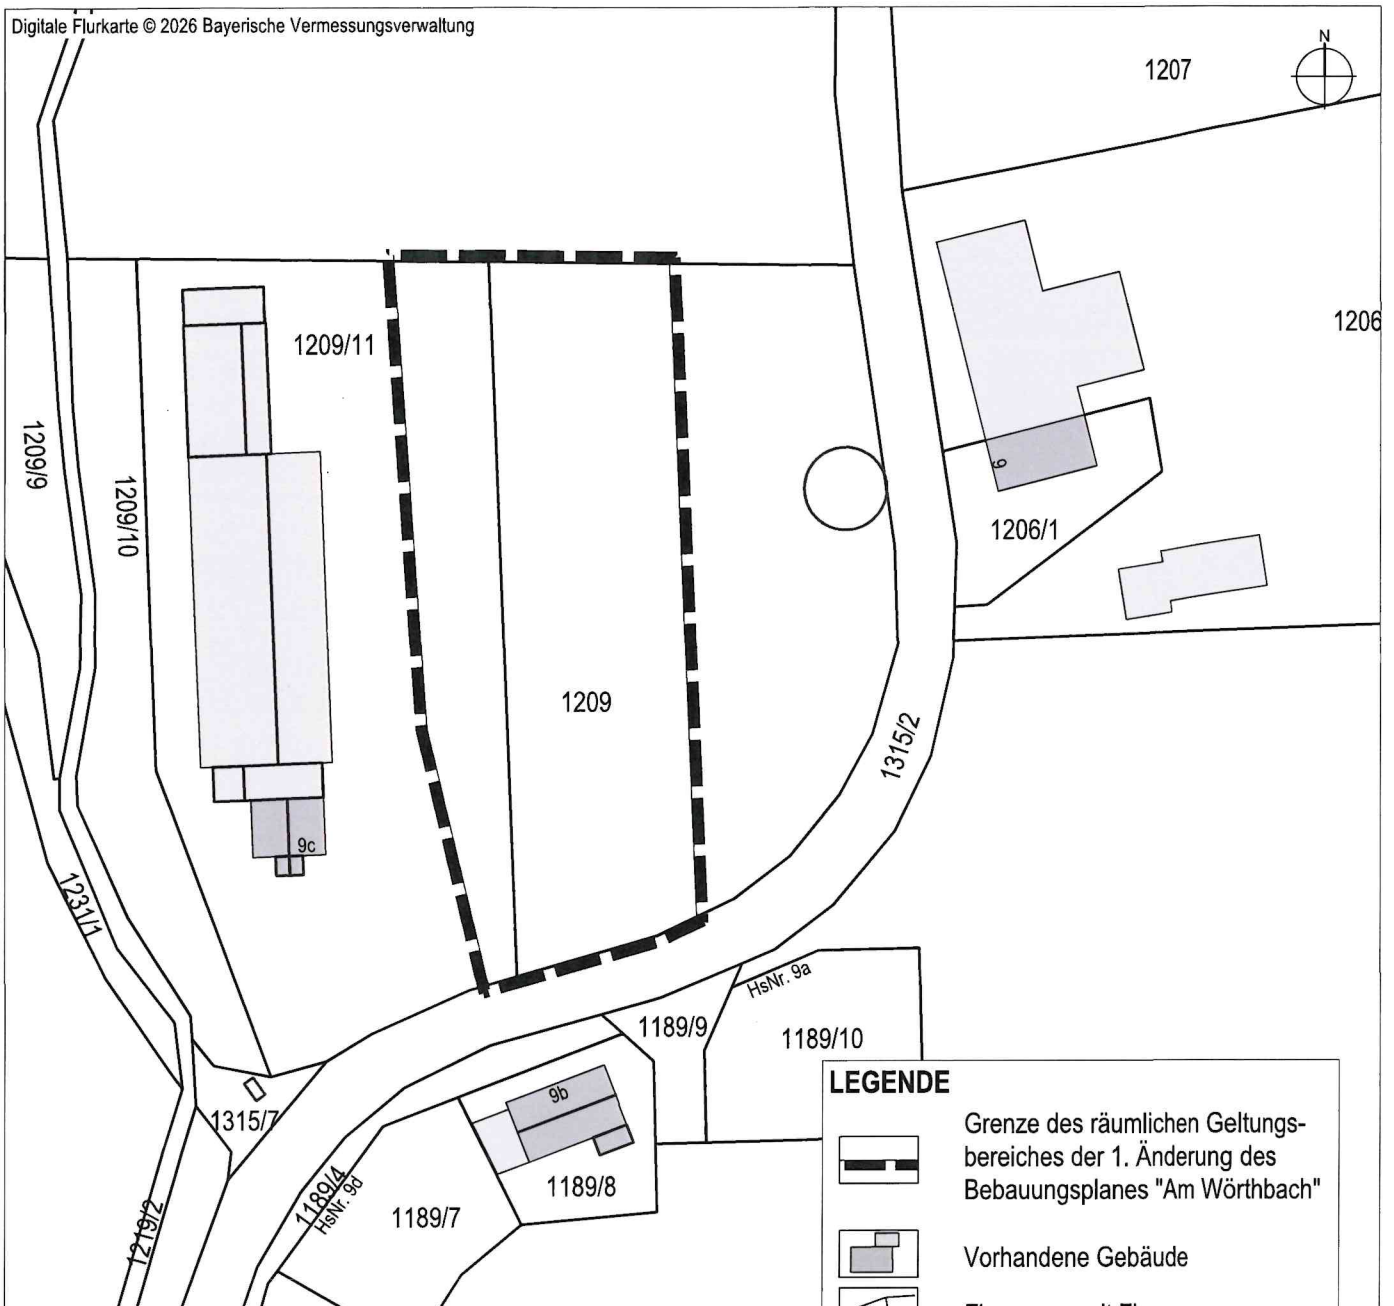 Digitale Flurkarte © 2026 Bayerische Vermessungsverwaltung
N
1207
1206
1209/11
1209/9
1209/10
9
1206/1
1209
1315/2
9c
1231/1
HsNr. 9a
1189/9
1189/10
9b
1315/7
1189/4
HsNr. 9d
1189/8
1189/7
1219/2
LEGENDE
Grenze des räumlichen Geltungs-
bereiches der 1. Änderung des
Bebauungsplanes "Am Wörthbach"
Vorhandene Gebäude